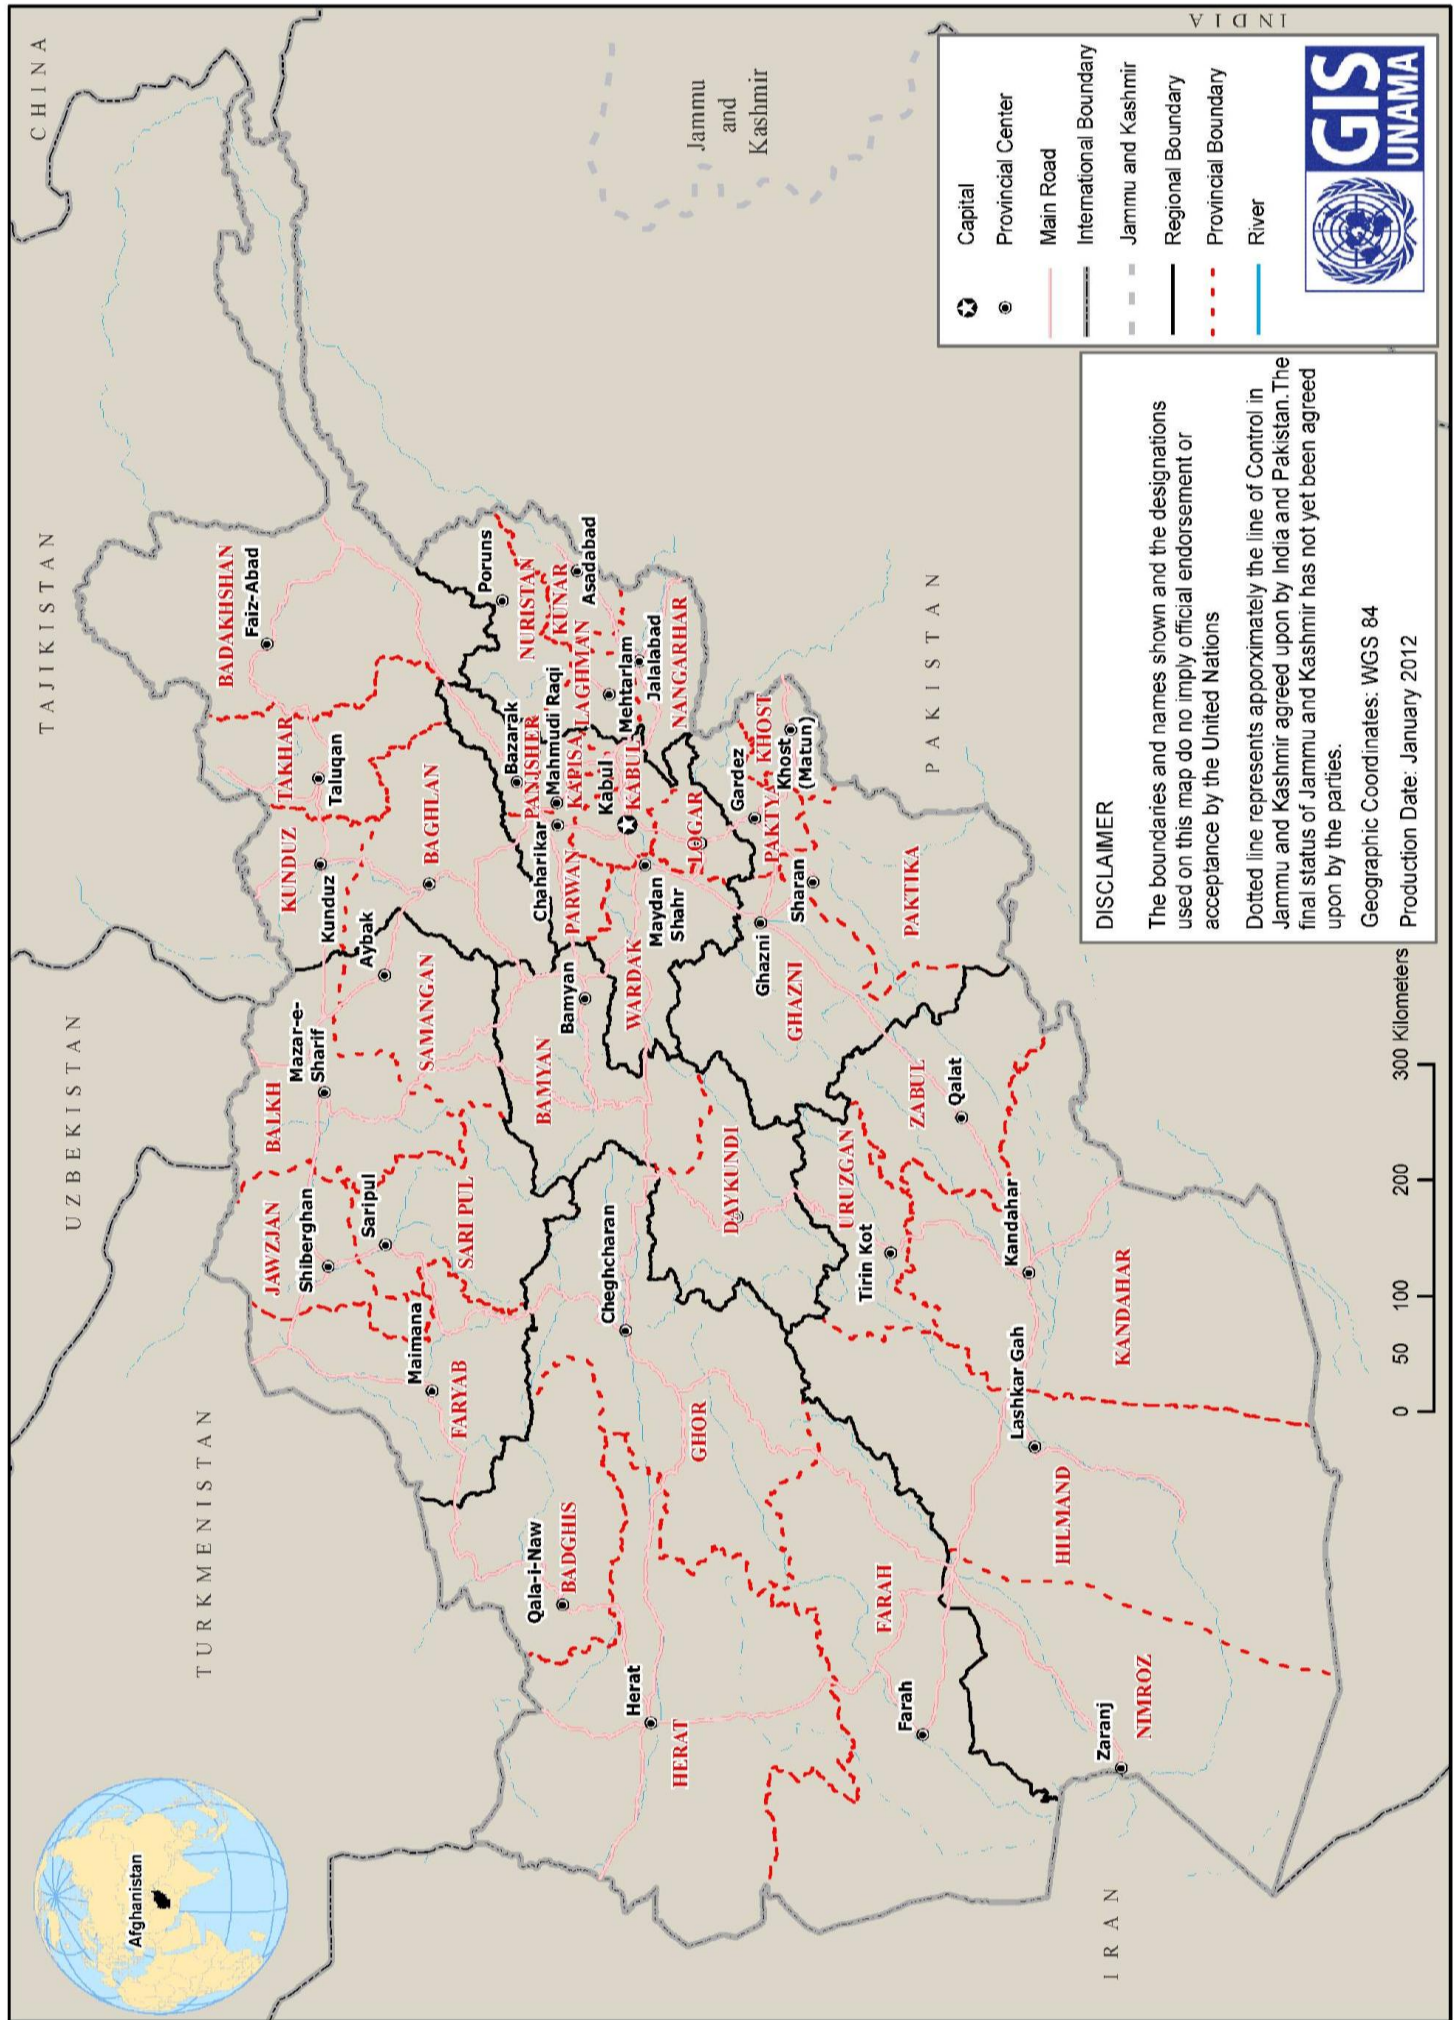 Afghanistan
CHINA
TAJIKISTAN
UZBEKISTAN
TURKMENISTAN
IRAN
PAKISTAN
INDIA
Jammu
and
Kashmir
BADAKHSHAN
Faiz-Abad
TAKHAR
Taluqan
KUNDUZ
Kunduz
BAGHLAN
Aybak
SAMANGAN
Mazar-e-
Sharif
BALKH
JAWZJAN
Shiberghan
Saripul
SARI PUL
Maimana
FARYAB
Qala-i-Naw
BADGHIS
Herat
HERAT
Cheghcharan
GHOR
BAMYAN
Bamyan
DAYKUNDI
WARDAK
Maydan
Shahr
PARWAN
Chaharikar
PANJSHER
Bazarak
KAPISA
Mahmudi Raqi
KABUL
Kabul
LOGAR
LAGHMAN
Mehtarlam
NURISTAN
Poruns
KUNAR
Asadabad
NANGARHAR
Jalalabad
KHOST
Khost
(Matun)
PAKTYA
Gardez
PAKTIKA
Sharan
GHAZNI
Ghazni
ZABUL
Qalat
URUZGAN
Tirin Kot
KANDAHAR
Kandahar
HILMAND
Lashkar Gah
FARAH
Farah
NIMROZ
Zaranj
0 50 100 200 300 Kilometers
DISCLAIMER
The boundaries and names shown and the designations
used on this map do no imply official endorsement or
acceptance by the United Nations
Dotted line represents apporximately the line of Control in
Jammu and Kashmir agreed upon by India and Pakistan.The
final status of Jammu and Kashmir has not yet been agreed
upon by the parties.
Geographic Coordinates: WGS 84
Production Date: January 2012
Capital
Provincial Center
Main Road
International Boundary
Jammu and Kashmir
Regional Boundary
Provincial Boundary
River
GIS
UNAMA